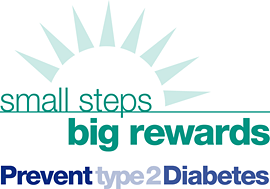 small steps
big rewards
Prevent type 2 Diabetes